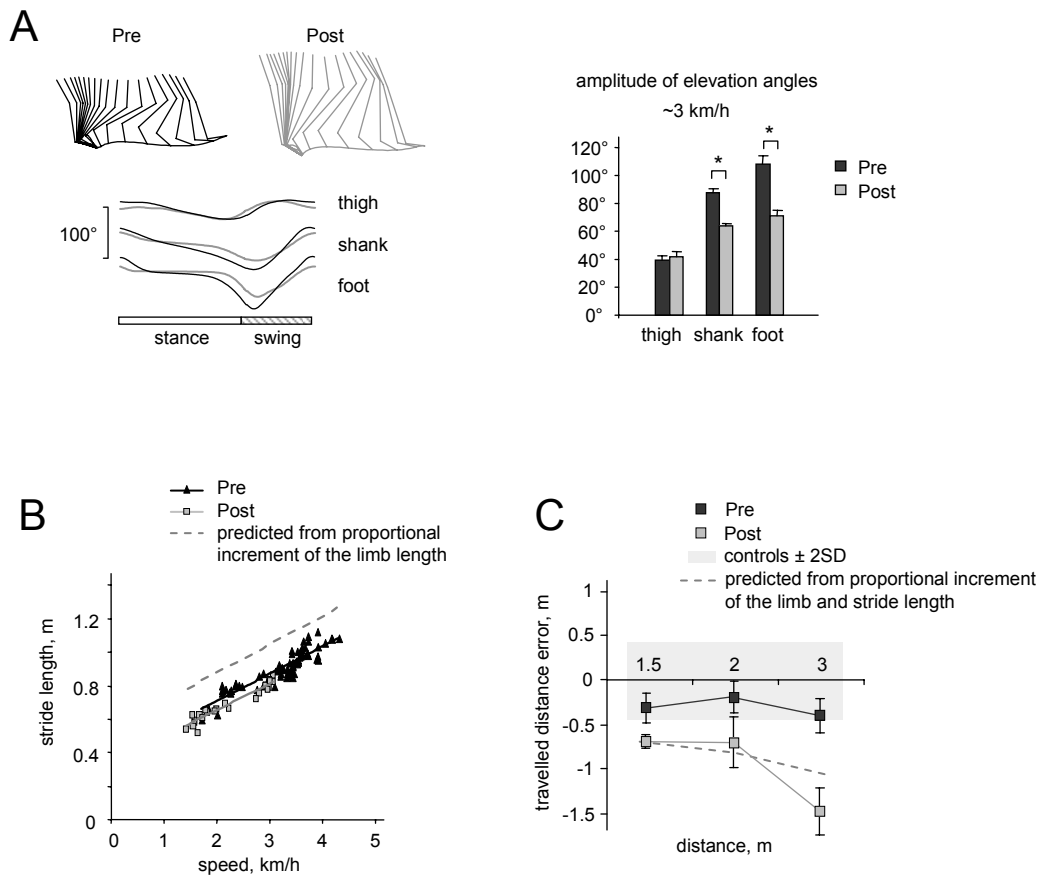 A
Pre
Post
thigh
100°
shank
foot
stance
swing
amplitude of elevation angles
~3 km/h
120°
100°
80°
60°
40°
20°
0°
*
*
Pre
Post
thigh shank foot
B
Pre
Post
predicted from proportional
increment of the limb length
stride length, m
1.2
0.8
0.4
0
0 1 2 3 4 5
speed, km/h
C
Pre
Post
controls ± 2SD
predicted from proportional increment
of the limb and stride length
travelled distance error, m
1
0.5
0
-0.5
-1
-1.5
1.5 2 3
distance, m